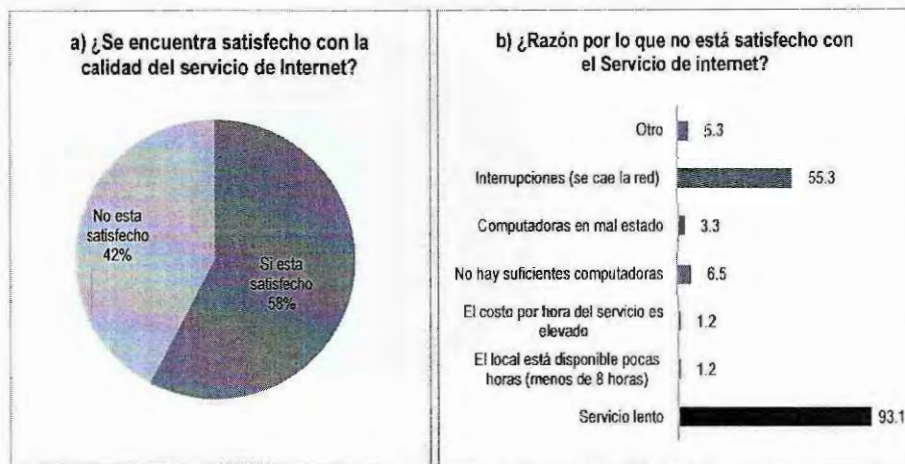 a) ¿Se encuentra satisfecho con la
calidad del servicio de Internet?
No esta
satisfecho
42%
Si esta
satisfecho
58%
b) ¿Razón por lo que no está satisfecho con
el Servicio de internet?
Otro 5.3
Interrupciones (se cae la red) 55.3
Computadoras en mal estado 3.3
No hay suficientes computadoras 6.5
El costo por hora del servicio es
elevado 1.2
El local está disponible pocas
horas (menos de 8 horas) 1.2
Servicio lento 93.1